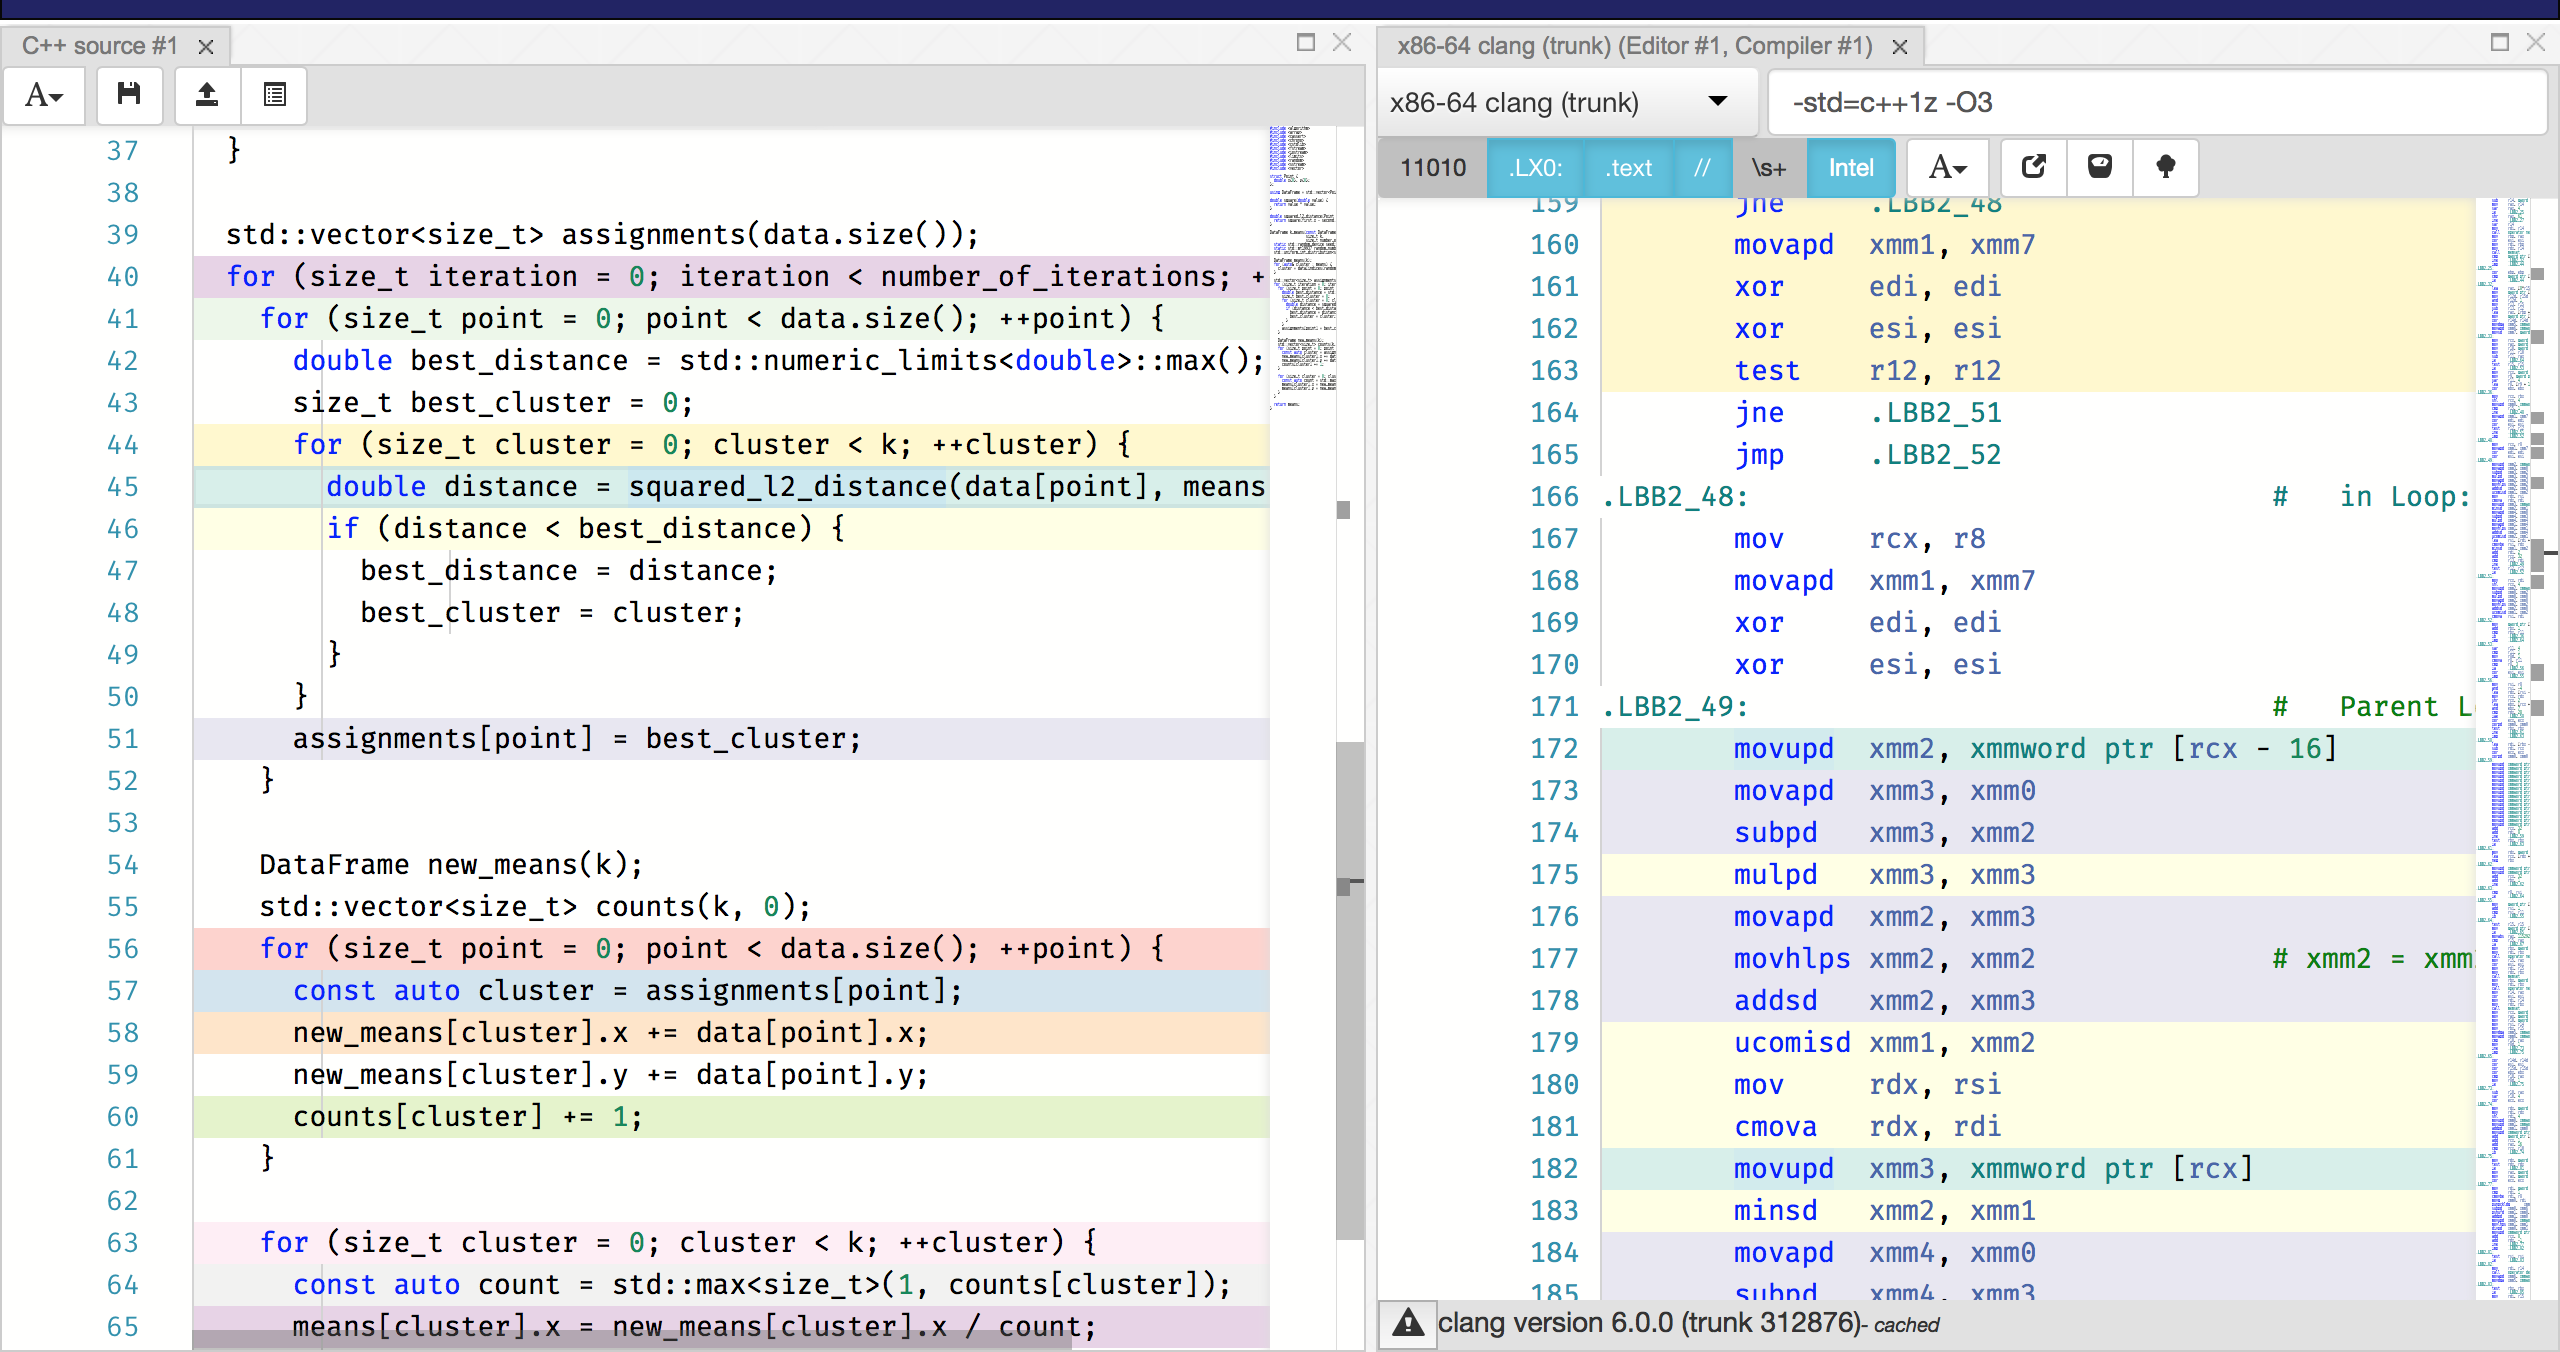 C++ source #1 ×
A
37 }
38
39 std::vector<size_t> assignments(data.size());
40 for (size_t iteration = 0; iteration < number_of_iterations; +
41 for (size_t point = 0; point < data.size(); ++point) {
42 double best_distance = std::numeric_limits<double>::max();
43 size_t best_cluster = 0;
44 for (size_t cluster = 0; cluster < k; ++cluster) {
45 double distance = squared_l2_distance(data[point], means
46 if (distance < best_distance) {
47 best_distance = distance;
48 best_cluster = cluster;
49 }
50 }
51 assignments[point] = best_cluster;
52 }
53
54 DataFrame new_means(k);
55 std::vector<size_t> counts(k, 0);
56 for (size_t point = 0; point < data.size(); ++point) {
57 const auto cluster = assignments[point];
58 new_means[cluster].x += data[point].x;
59 new_means[cluster].y += data[point].y;
60 counts[cluster] += 1;
61 }
62
63 for (size_t cluster = 0; cluster < k; ++cluster) {
64 const auto count = std::max<size_t>(1, counts[cluster]);
65 means[cluster].x = new_means[cluster].x / count;
x86-64 clang (trunk) (Editor #1, Compiler #1) ×
x86-64 clang (trunk) -std=c++1z -O3
11010 .LX0: .text // \s+ Intel A
159 jne .LBB2_48
160 movapd xmm1, xmm7
161 xor edi, edi
162 xor esi, esi
163 test r12, r12
164 jne .LBB2_51
165 jmp .LBB2_52
166 .LBB2_48: # in Loop:
167 mov rcx, r8
168 movapd xmm1, xmm7
169 xor edi, edi
170 xor esi, esi
171 .LBB2_49: # Parent L
172 movupd xmm2, xmmword ptr [rcx - 16]
173 movapd xmm3, xmm0
174 subpd xmm3, xmm2
175 mulpd xmm3, xmm3
176 movapd xmm2, xmm3
177 movhlps xmm2, xmm2 # xmm2 = xmm
178 addsd xmm2, xmm3
179 ucomisd xmm1, xmm2
180 mov rdx, rsi
181 cmova rdx, rdi
182 movupd xmm3, xmmword ptr [rcx]
183 minsd xmm2, xmm1
184 movapd xmm4, xmm0
185 subpd xmm4, xmm3
clang version 6.0.0 (trunk 312876)- cached